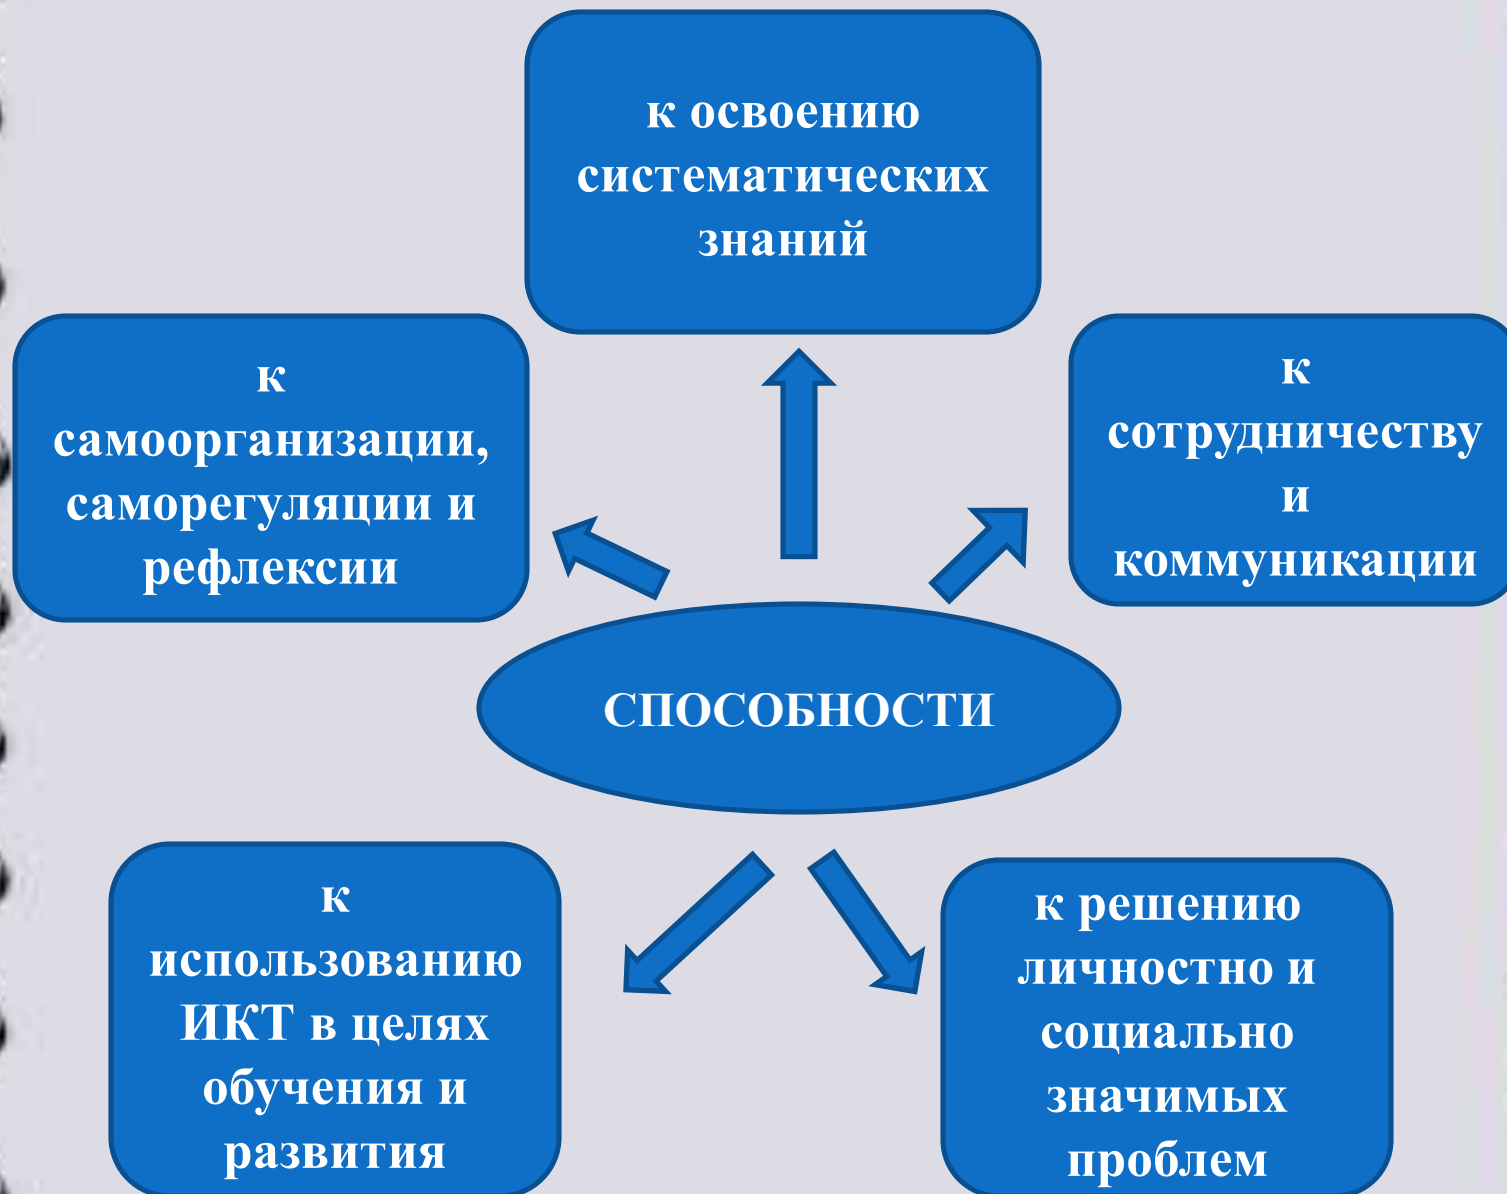 к освоению
систематических
знаний
к
самоорганизации,
саморегуляции и
рефлексии
к
сотрудничеству
и
коммуникации
СПОСОБНОСТИ
к
использованию
ИКТ в целях
обучения и
развития
к решению
личностно и
социально
значимых
проблем